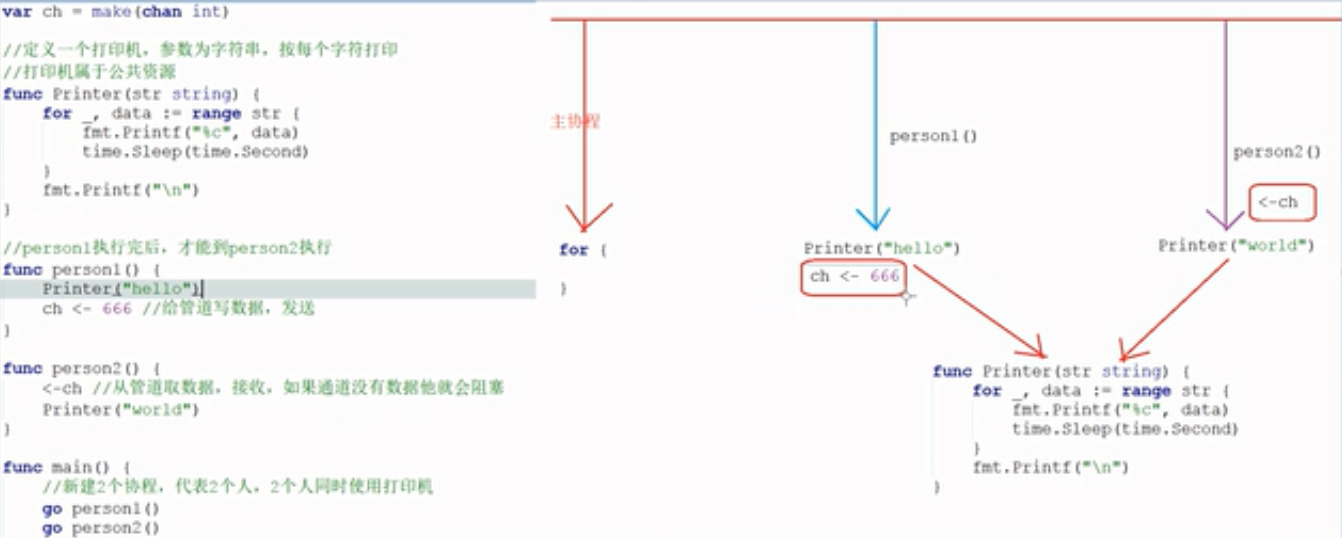 var ch = make(chan int)
//定义一个打印机，参数为字符串，按每个字符打印
//打印机属于公共资源
func Printer(str string) {
for _, data := range str {
fmt.Printf("%c", data)
time.Sleep(time.Second)
}
fmt.Printf("\n")
}
//person1执行完后，才能到person2执行
func person1() {
Printer("hello")
ch <- 666 //给管道写数据，发送
}
func person2() {
<-ch //从管道取数据，接收，如果通道没有数据他就会阻塞
Printer("world")
}
func main() {
//新建2个协程，代表2个人，2个人同时使用打印机
go person1()
go person2()
主协程
for {
}
person1()
Printer("hello")
ch <- 666
person2()
<-ch
Printer("world")
func Printer(str string) {
for _, data := range str {
fmt.Printf("%c", data)
time.Sleep(time.Second)
}
fmt.Printf("\n")
}